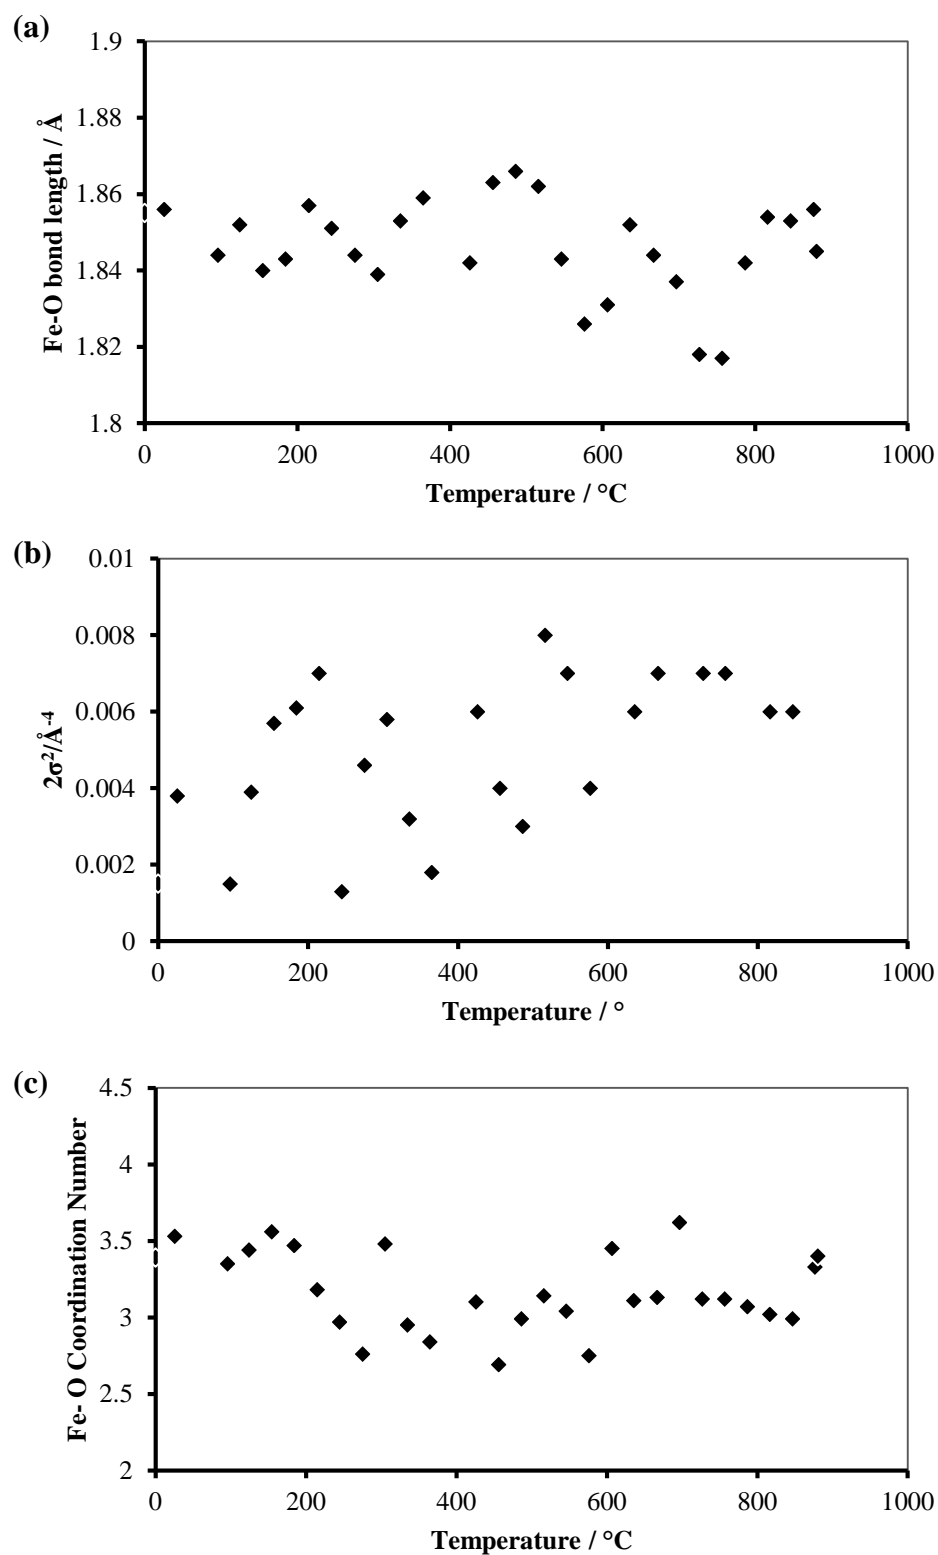 (a)
1.9
1.88
1.86
1.84
1.82
1.8
Fe-O bond length / Å
0 200 400 600 800 1000
Temperature / °C
(b)
0.01
0.008
0.006
0.004
0.002
0
2σ²/Å⁻⁴
0 200 400 600 800 1000
Temperature / °
(c)
4.5
4
3.5
3
2.5
2
Fe- O Coordination Number
0 200 400 600 800 1000
Temperature / °C